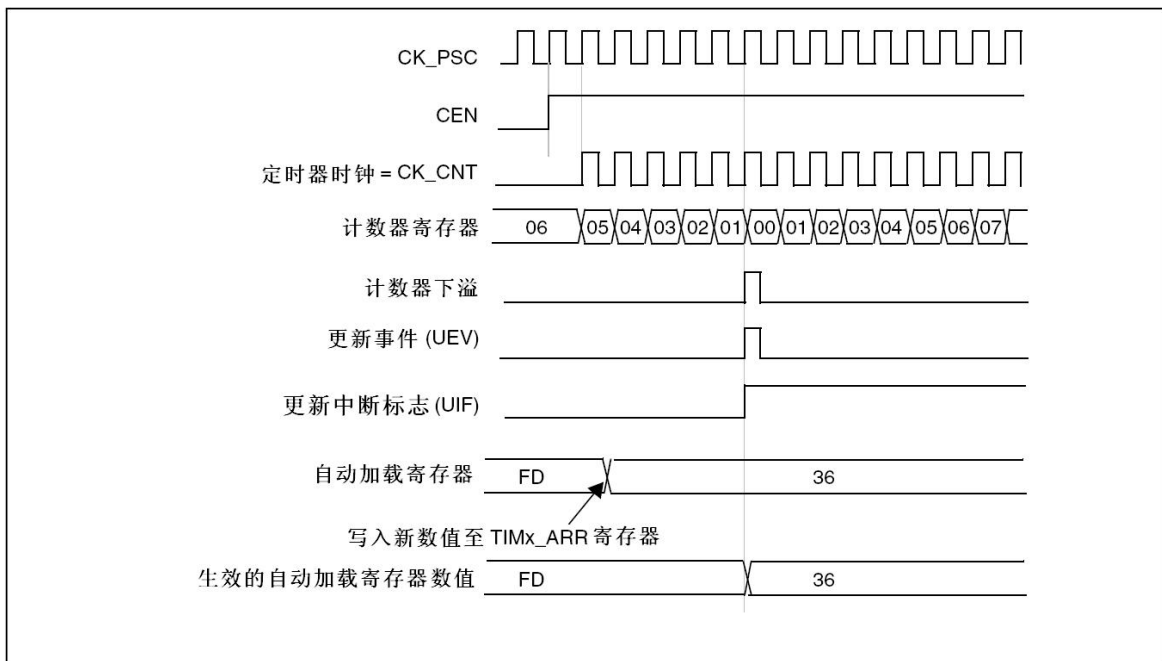 CK_PSC
CEN
定时器时钟 = CK_CNT
计数器寄存器 06 05 04 03 02 01 00 01 02 03 04 05 06 07
计数器下溢
更新事件 (UEV)
更新中断标志 (UIF)
自动加载寄存器 FD 36
写入新数值至 TIMx_ARR 寄存器
生效的自动加载寄存器数值 FD 36